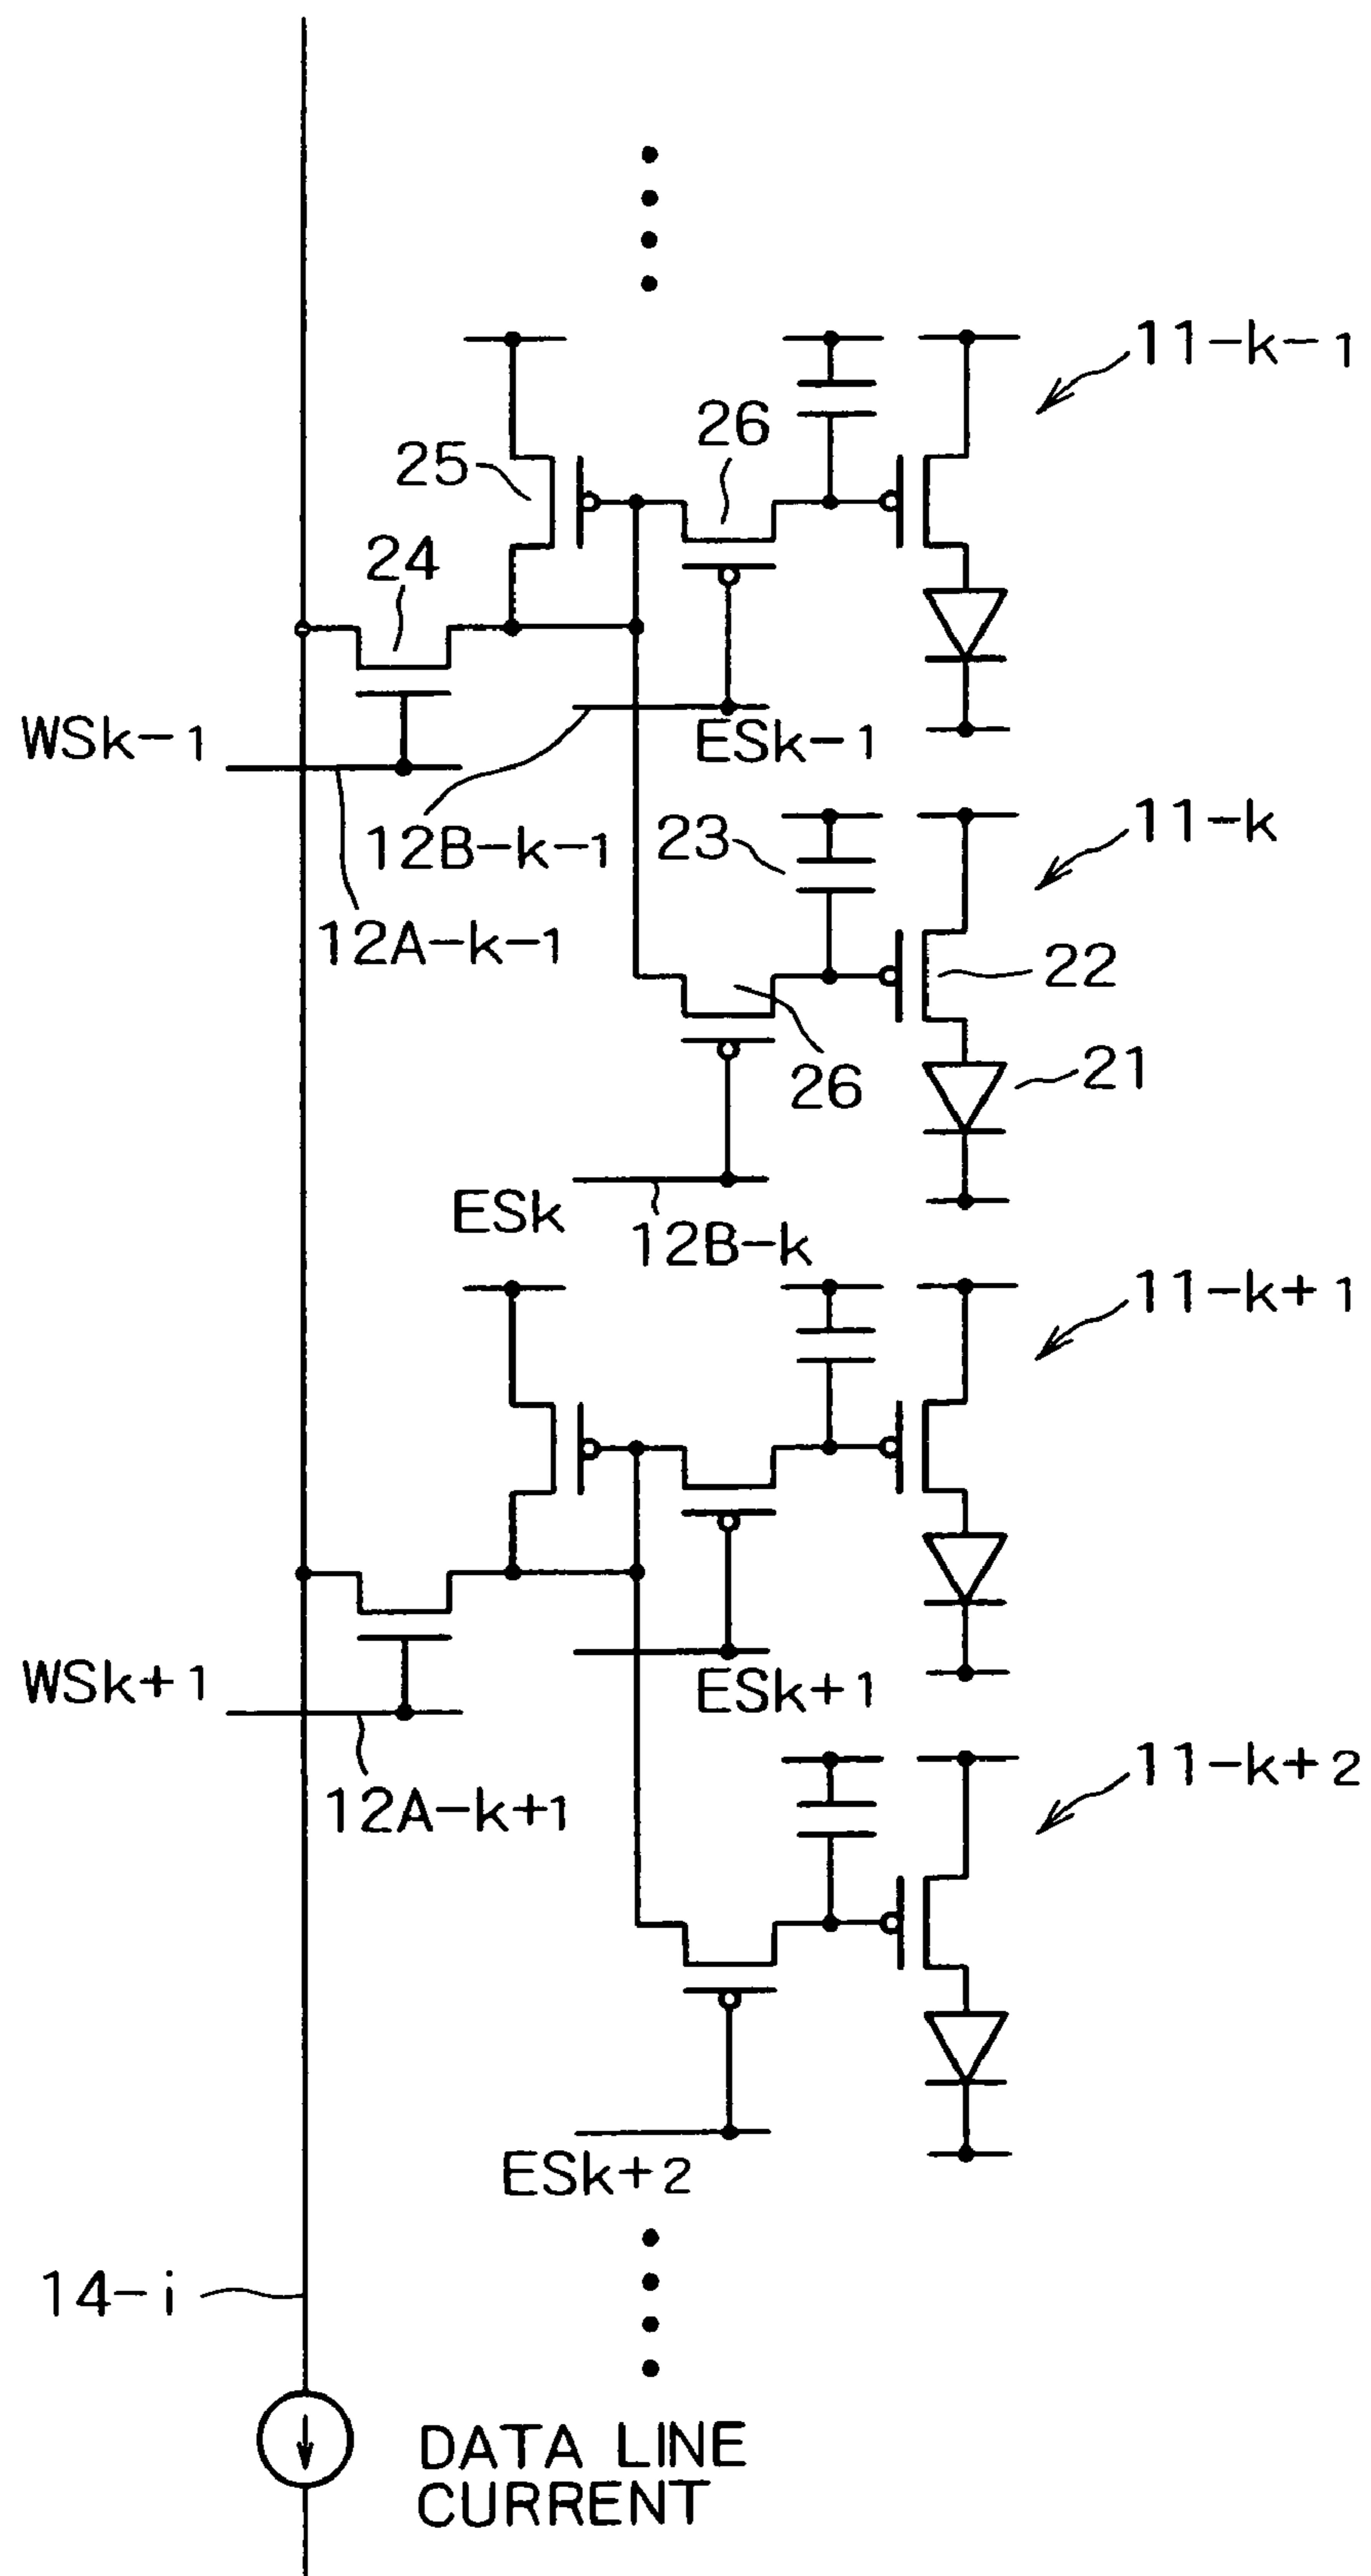 11-k-1
26
25
24
WSk-1
ESk-1
12B-k-1
11-k
23
12A-k-1
22
21
26
ESk
12B-k
11-k+1
WSk+1
ESk+1
11-k+2
12A-k+1
ESk+2
14-i
DATA LINE
CURRENT